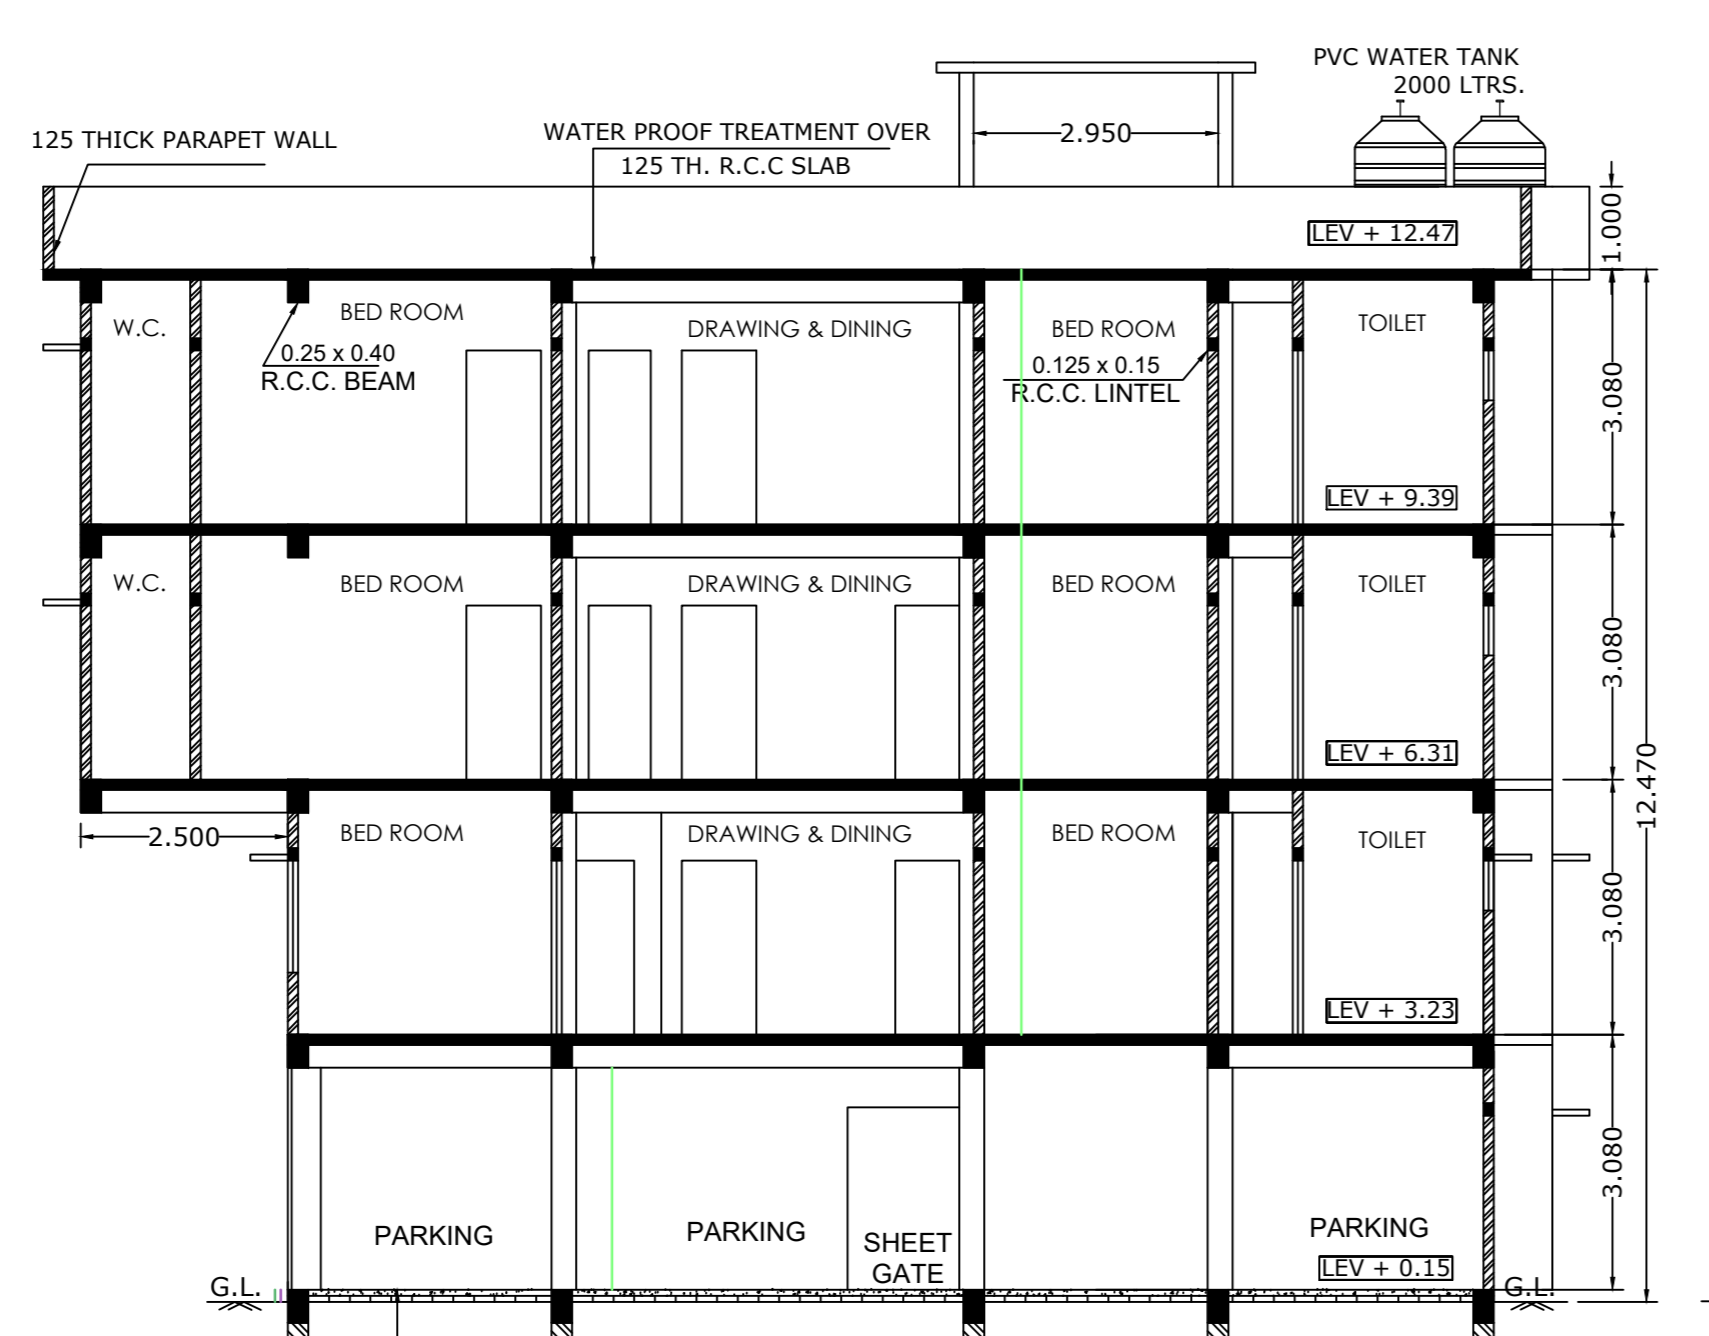 PVC WATER TANK
2000 LTRS.
125 THICK PARAPET WALL
WATER PROOF TREATMENT OVER
125 TH. R.C.C SLAB
2.950
LEV + 12.47
1.000
W.C.
BED ROOM
DRAWING & DINING
BED ROOM
TOILET
0.25 x 0.40
R.C.C. BEAM
0.125 x 0.15
R.C.C. LINTEL
3.080
LEV + 9.39
W.C.
BED ROOM
DRAWING & DINING
BED ROOM
TOILET
3.080
LEV + 6.31
12.470
2.500
BED ROOM
DRAWING & DINING
BED ROOM
TOILET
3.080
LEV + 3.23
3.080
PARKING
PARKING
SHEET
GATE
PARKING
LEV + 0.15
G.L.
G.L.